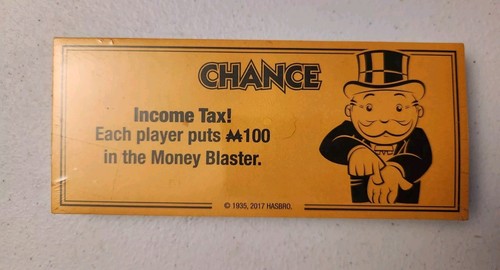 CHANCE
Income Tax!
Each player puts ₩100
in the Money Blaster.
© 1935, 2017 HASBRO.